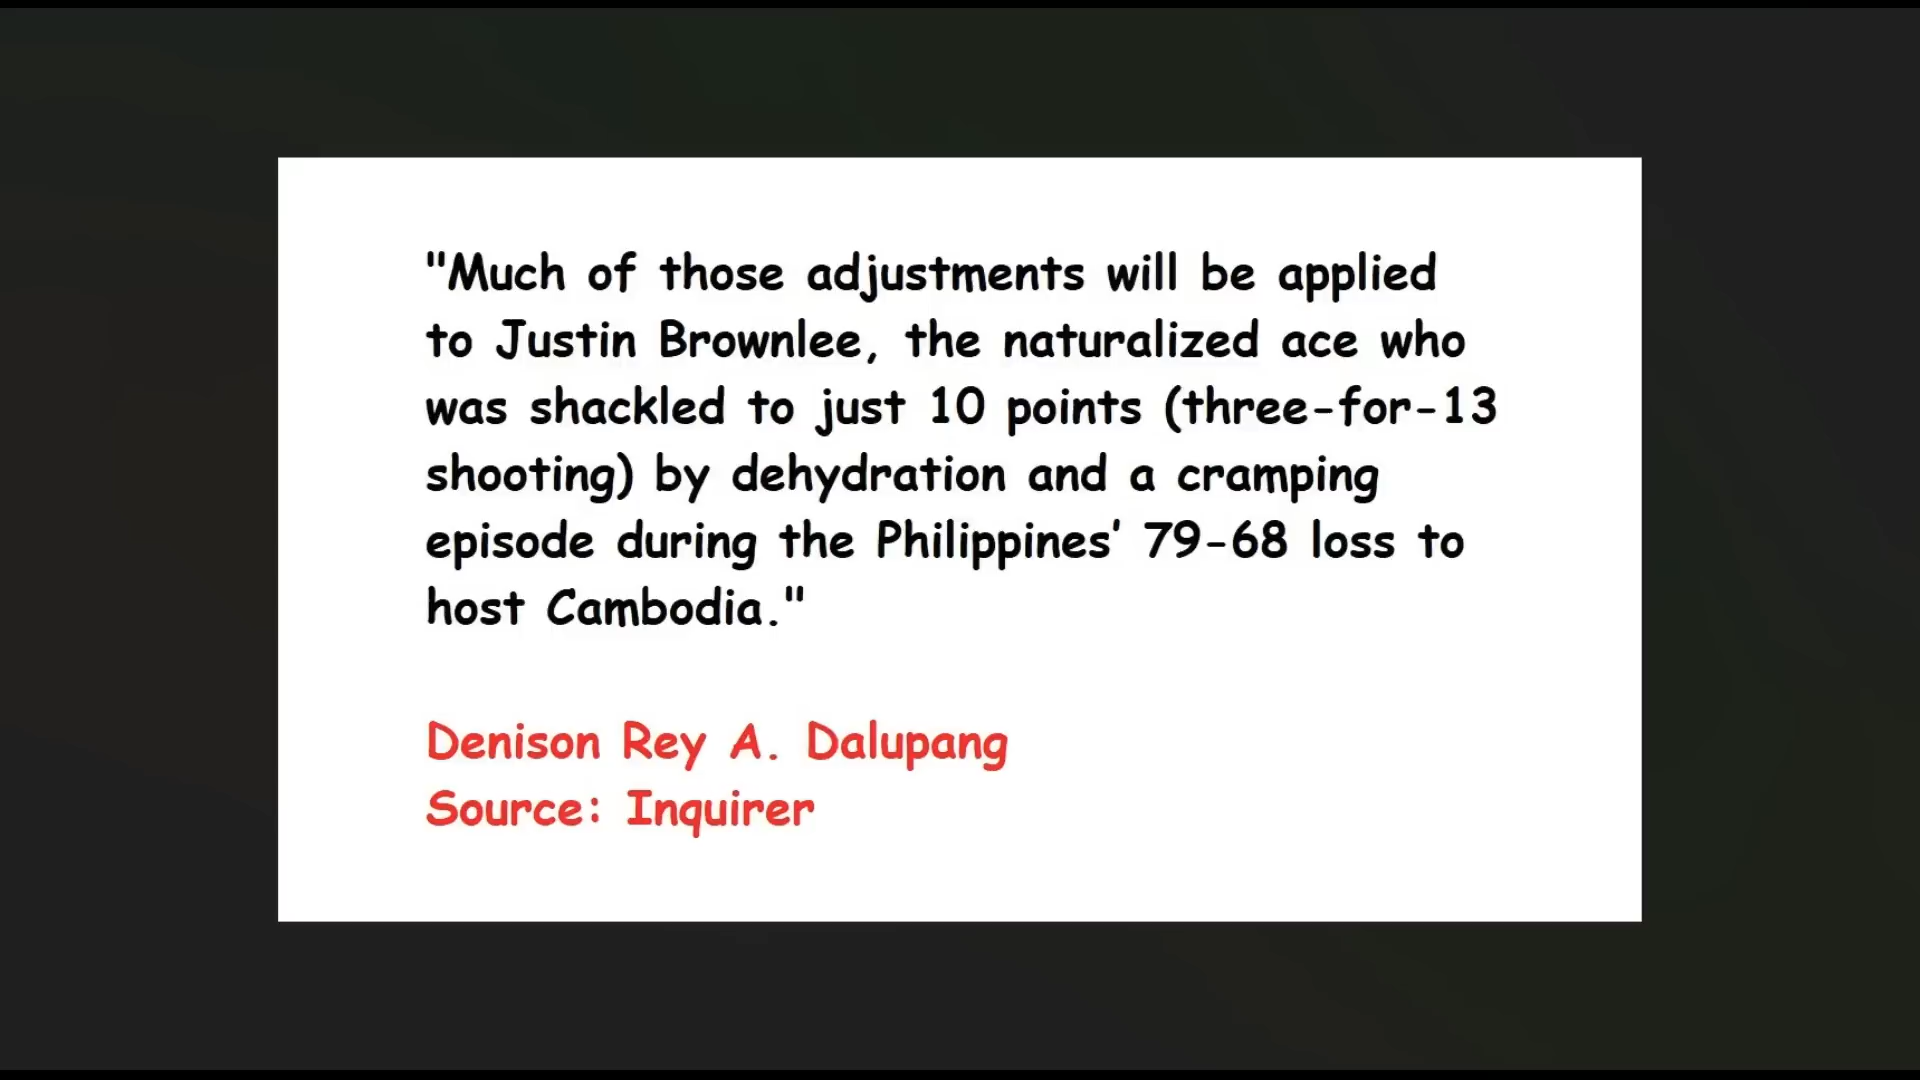 "Much of those adjustments will be applied
to Justin Brownlee, the naturalized ace who
was shackled to just 10 points (three-for-13
shooting) by dehydration and a cramping
episode during the Philippines’ 79-68 loss to
host Cambodia."
Denison Rey A. Dalupang
Source: Inquirer